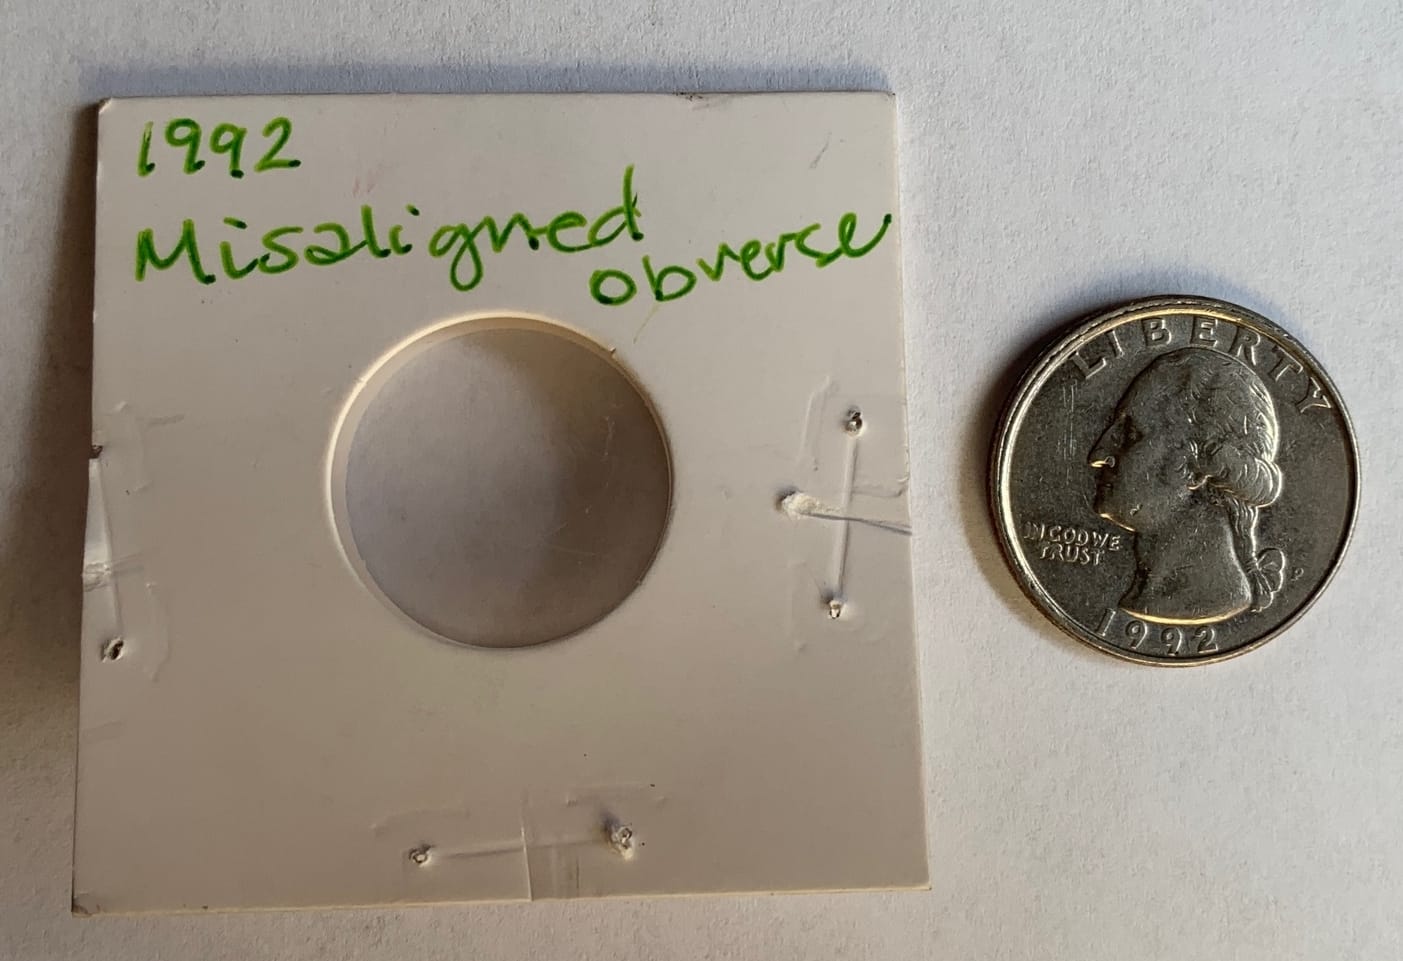 1992
Misaligned
obverse
LIBERTY
IN GOD WE
TRUST
P
1992